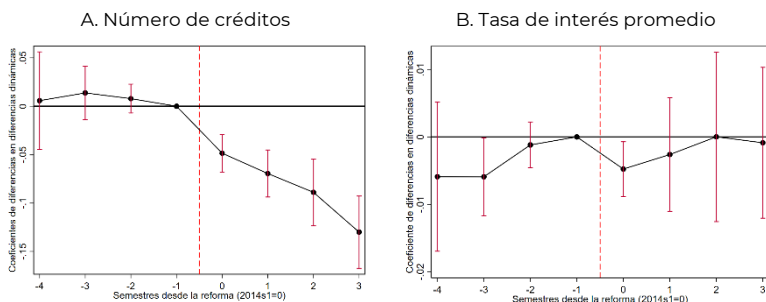 A. Número de créditos
Coeficientes de diferencias en diferencias dinámicas
.05
0
-.05
-.1
-.15
-4 -3 -2 -1 0 1 2 3
Semestres desde la reforma (2014s1=0)
B. Tasa de interés promedio
Coeficiente de diferencias en diferencias dinámicas
.01
0
-.01
-.02
-4 -3 -2 -1 0 1 2 3
Semestres desde la reforma (2014s1=0)